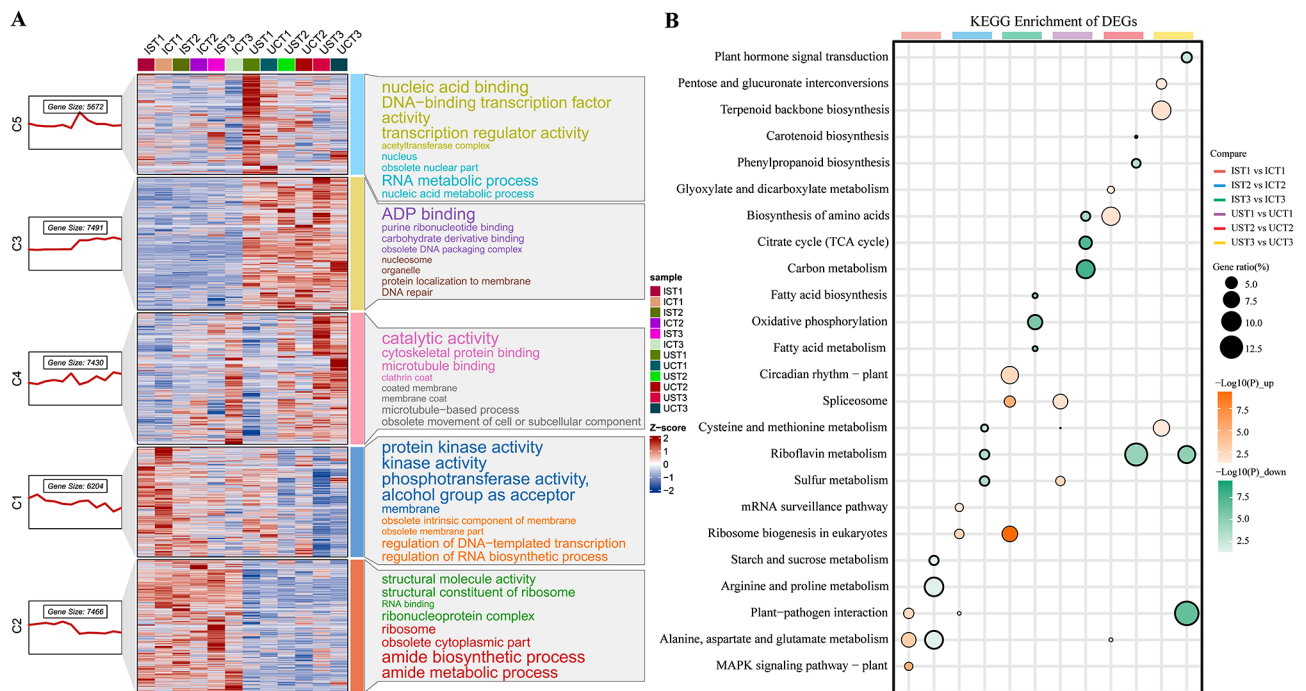 A
IST1
ICT1
IST2
ICT2
IST3
ICT3
UST1
UCT1
UST2
UCT2
UST3
UCT3
C5
Gene Size: 5672
nucleic acid binding
DNA−binding transcription factor
activity
transcription regulator activity
acetyltransferase complex
nucleus
obsolete nuclear part
RNA metabolic process
nucleic acid metabolic process
C3
Gene Size: 7491
ADP binding
purine ribonucleotide binding
carbohydrate derivative binding
obsolete DNA packaging complex
nucleosome
organelle
protein localization to membrane
DNA repair
C4
Gene Size: 7430
catalytic activity
cytoskeletal protein binding
microtubule binding
clathrin coat
coated membrane
membrane coat
microtubule−based process
obsolete movement of cell or subcellular component
C1
Gene Size: 6204
protein kinase activity
kinase activity
phosphotransferase activity,
alcohol group as acceptor
membrane
obsolete intrinsic component of membrane
obsolete membrane part
regulation of DNA−templated transcription
regulation of RNA biosynthetic process
C2
Gene Size: 7466
structural molecule activity
structural constituent of ribosome
RNA binding
ribonucleoprotein complex
ribosome
obsolete cytoplasmic part
amide biosynthetic process
amide metabolic process
sample
IST1
ICT1
IST2
ICT2
IST3
ICT3
UST1
UCT1
UST2
UCT2
UST3
UCT3
Z−score
2
1
0
−1
−2
B
KEGG Enrichment of DEGs
Plant hormone signal transduction
Pentose and glucuronate interconversions
Terpenoid backbone biosynthesis
Carotenoid biosynthesis
Phenylpropanoid biosynthesis
Glyoxylate and dicarboxylate metabolism
Biosynthesis of amino acids
Citrate cycle (TCA cycle)
Carbon metabolism
Fatty acid biosynthesis
Oxidative phosphorylation
Fatty acid metabolism
Circadian rhythm − plant
Spliceosome
Cysteine and methionine metabolism
Riboflavin metabolism
Sulfur metabolism
mRNA surveillance pathway
Ribosome biogenesis in eukaryotes
Starch and sucrose metabolism
Arginine and proline metabolism
Plant−pathogen interaction
Alanine, aspartate and glutamate metabolism
MAPK signaling pathway − plant
Compare
IST1 vs ICT1
IST2 vs ICT2
IST3 vs ICT3
UST1 vs UCT1
UST2 vs UCT2
UST3 vs UCT3
Gene ratio(%)
5.0
7.5
10.0
12.5
−Log10(P)_up
7.5
5.0
2.5
−Log10(P)_down
7.5
5.0
2.5